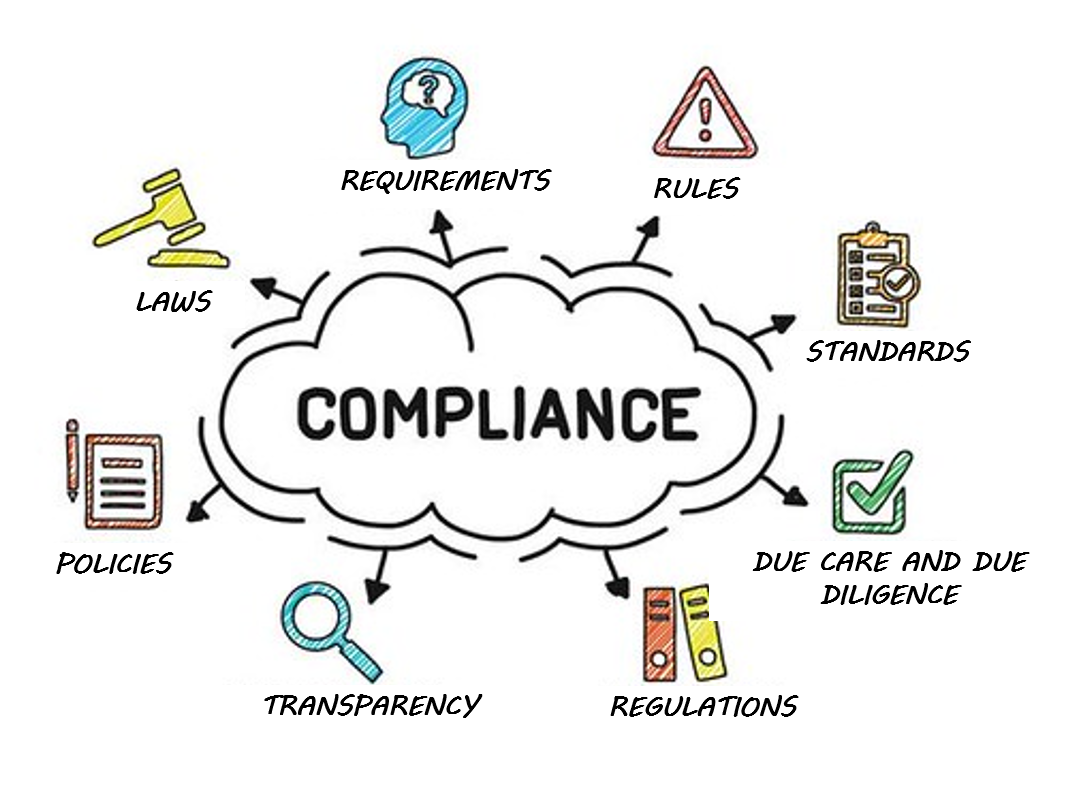 REQUIREMENTS
RULES
LAWS
STANDARDS
COMPLIANCE
POLICIES
DUE CARE AND DUE
DILIGENCE
TRANSPARENCY
REGULATIONS